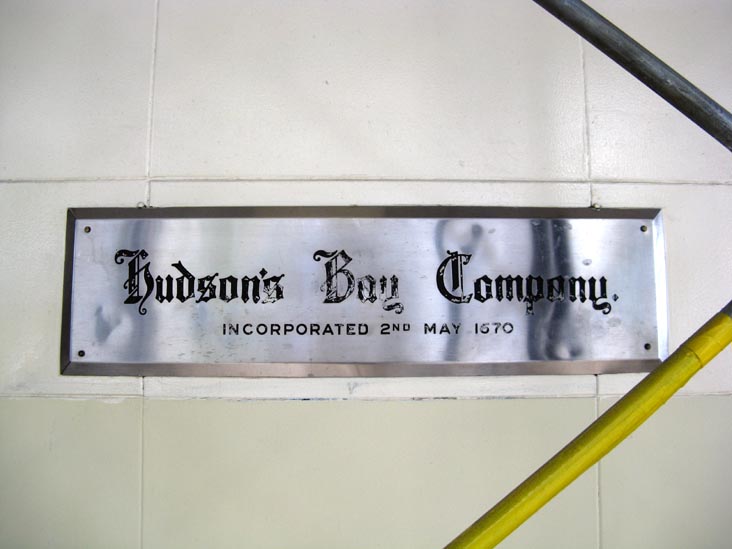 Hudson's Bay Company.
INCORPORATED 2ND MAY 1670